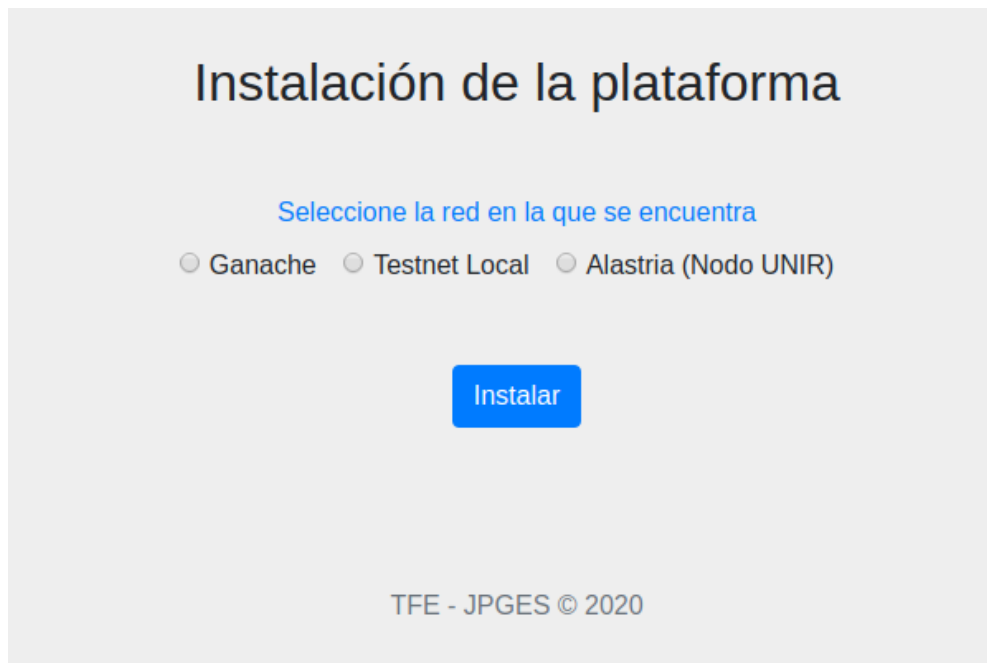 Instalación de la plataforma
Seleccione la red en la que se encuentra
Ganache Testnet Local Alastria (Nodo UNIR)
Instalar
TFE - JPGES © 2020